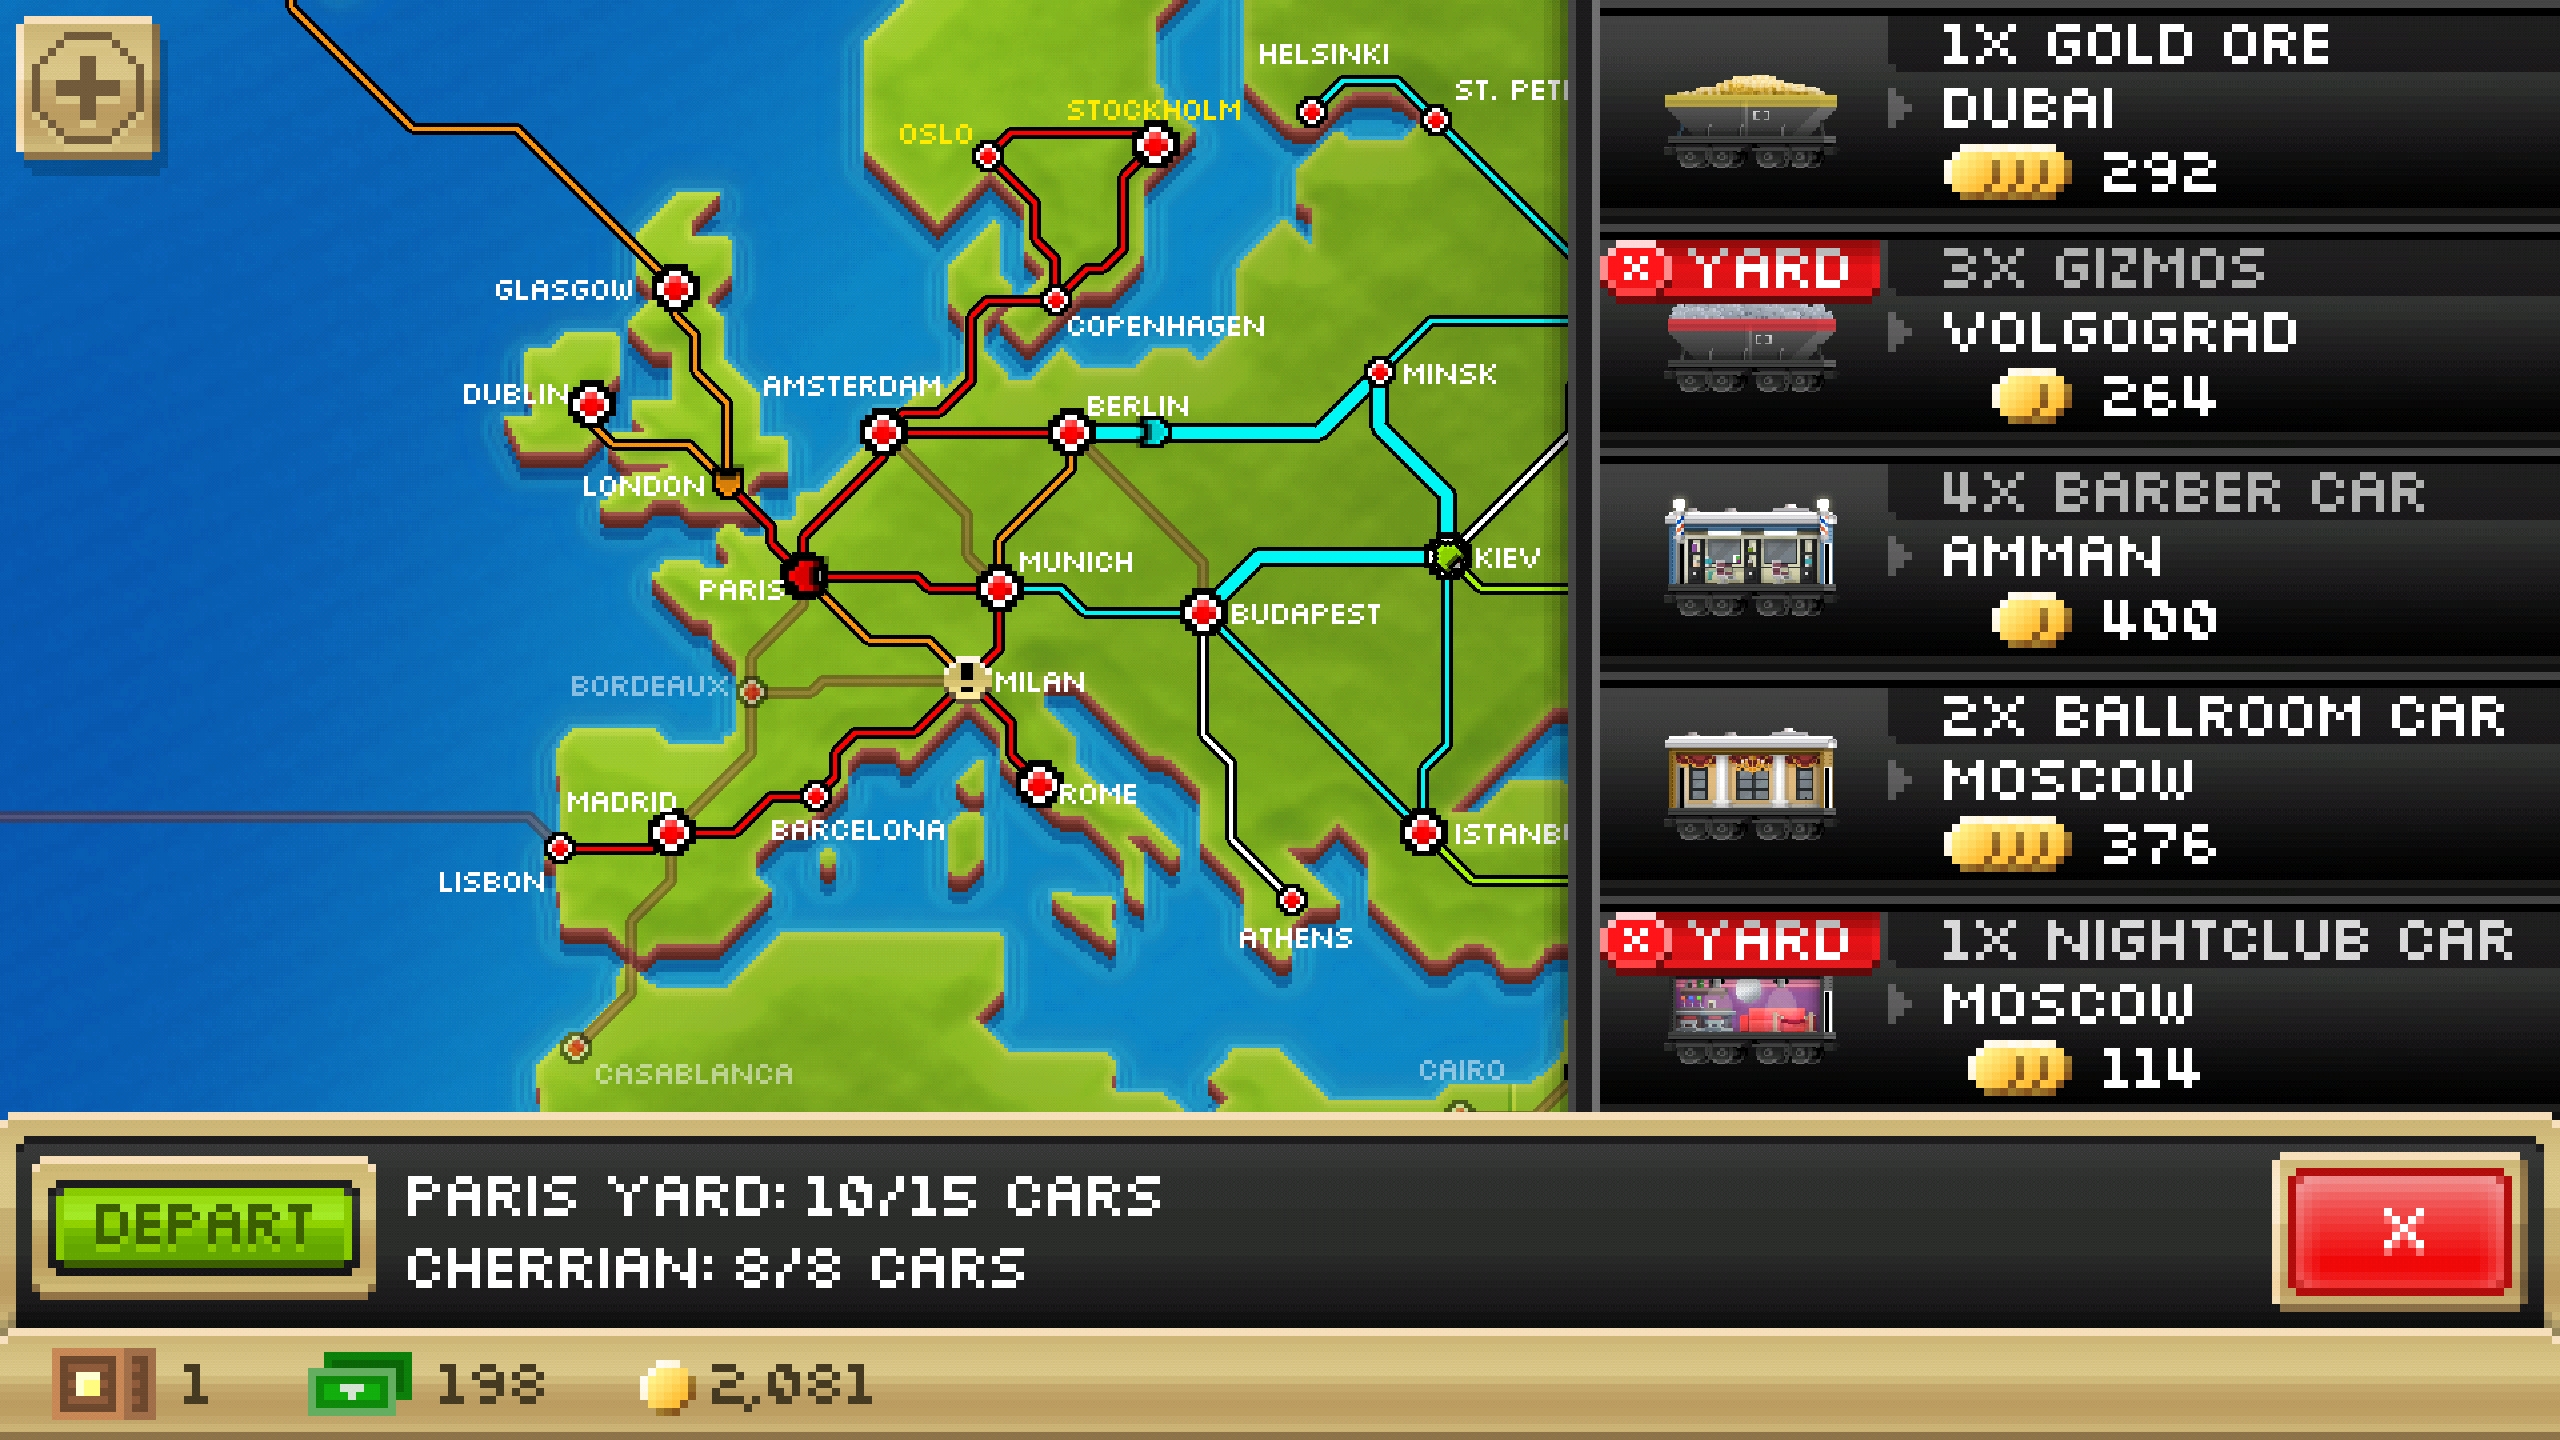 HELSINKI
ST. PET
STOCKHOLM
OSLO
GLASGOW
COPENHAGEN
MINSK
DUBLIN
AMSTERDAM
BERLIN
LONDON
MUNICH
KIEV
PARIS
BUDAPEST
BORDEAUX
MILAN
MADRID
ROME
BARCELONA
ISTANB
LISBON
ATHENS
CASABLANCA
CAIRO
1X GOLD ORE
DUBAI
292
YARD
3X GIZMOS
VOLGOGRAD
264
4X BARBER CAR
AMMAN
400
2X BALLROOM CAR
MOSCOW
376
YARD
1X NIGHTCLUB CAR
MOSCOW
114
DEPART
PARIS YARD: 10/15 CARS
CHERRIAN: 8/8 CARS
X
1
198
2,081